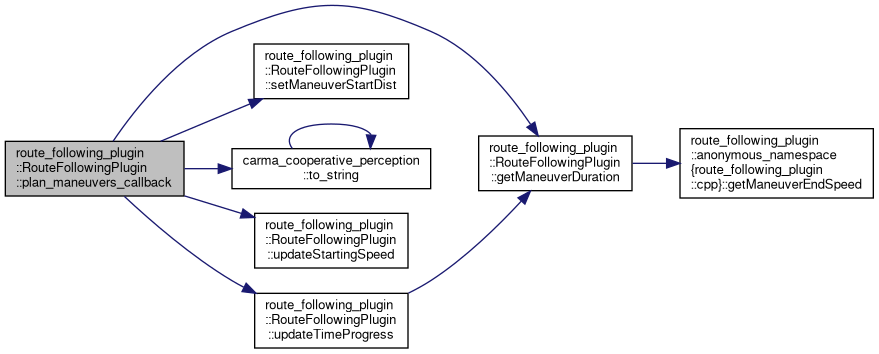 route_following_plugin
::RouteFollowingPlugin
::plan_maneuvers_callback
route_following_plugin
::RouteFollowingPlugin
::setManeuverStartDist
carma_cooperative_perception
::to_string
route_following_plugin
::RouteFollowingPlugin
::updateStartingSpeed
route_following_plugin
::RouteFollowingPlugin
::updateTimeProgress
route_following_plugin
::RouteFollowingPlugin
::getManeuverDuration
route_following_plugin
::anonymous_namespace
{route_following_plugin
::cpp}::getManeuverEndSpeed